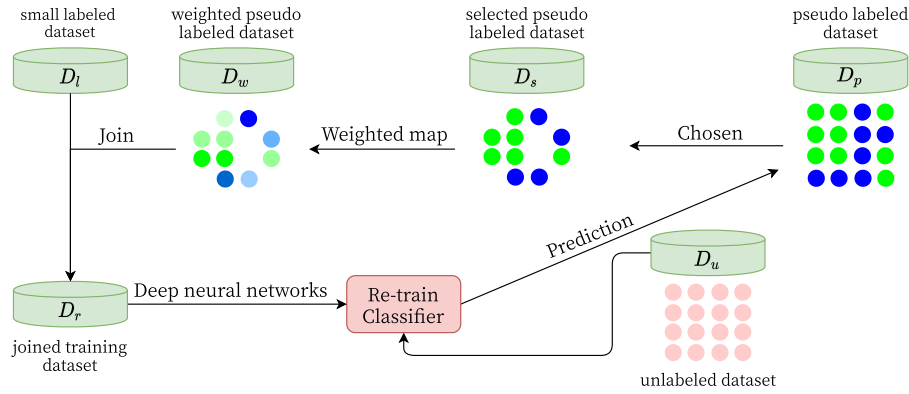 small labeled
dataset
D_l
weighted pseudo
labeled dataset
D_w
selected pseudo
labeled dataset
D_s
pseudo labeled
dataset
D_p
Join
Weighted map
Chosen
Prediction
D_u
unlabeled dataset
D_r
joined training
dataset
Deep neural networks
Re-train
Classifier